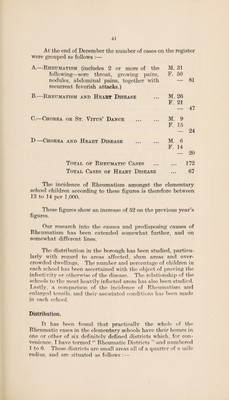 41
At the end of December the number of cases on the register
were grouped as follows :—
A.—Rheumatism (includes 2 or more of the M. 31
following—sore throat, growing pains, F. 50
nodules, abdominal pains, together with — 81
recurrent feverish attacks.)
B.—Rheumatism and Heart Disease ... M. 26
F. 21
— 47
C.—Chorea or St. Vitus' Dance ... ... M. 9
F. 15
— 24
D—Chorea and Heart Disease ... M. 6
F. 14
— 20
Total of Rheumatic Cases ... ... 172
Total Cases of Heart Disease ... 67
The incidence of Rheumatism amongst the elementary
school children according to these figures is therefore between
13 to 14 per 1,000.
These figures show an increase of 52 on the previous year's
figures.
Our research into the causes and predisposing causes of
Rheumatism has been extended somewhat further, and on
somewhat different lines.
The distribution in the borough has been studied, particu-
larly with regard to areas affected, slum areas and over-
crowded dwellings. The number and percentage of children in
each school has been ascertained with the object of proving the
infectivity or otherwise of the disease. The relationship of the
schools to the most heavily infected areas has also been studied.
Lastly, a comparison of the incidence of Rheumatism and
enlarged tonsils, and their associated conditions has been made
in each school.
Distribution.
It has been found that practically the whole of the
Rheumatic cases in the elementary schools have their homes in
one or other of six definitely defined districts which, for con-
venience, I have termed " Rheumatic Districts " and numbered
1 to 6. These districts are small areas all of a quarter of a mile
radius, and are situated as follows :—